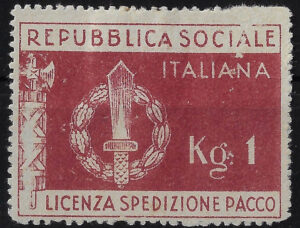 REPUBBLICA SOCIALE
ITALIANA
Kg. 1
LICENZA SPEDIZIONE PACCO